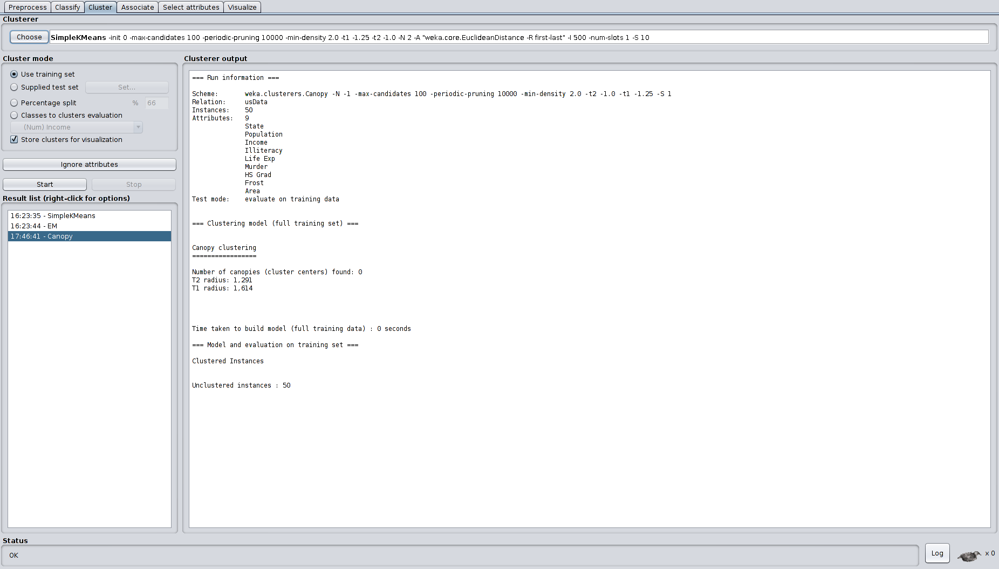 Preprocess Classify Cluster Associate Select attributes Visualize
Clusterer
Choose SimpleKMeans -init 0 -max-candidates 100 -periodic-pruning 10000 -min-density 2.0 -t1 -1.25 -t2 -1.0 -N 2 -A "weka.core.EuclideanDistance -R first-last" -I 500 -num-slots 1 -S 10
Cluster mode
Use training set
Supplied test set Set...
Percentage split % 66
Classes to clusters evaluation
(Num) Income
Store clusters for visualization
Ignore attributes
Start Stop
Result list (right-click for options)
16:23:35 - SimpleKMeans
16:23:44 - EM
17:46:41 - Canopy
Clusterer output
=== Run information ===
Scheme: weka.clusterers.Canopy -N -1 -max-candidates 100 -periodic-pruning 10000 -min-density 2.0 -t2 -1.0 -t1 -1.25 -S 1
Relation: usData
Instances: 50
Attributes: 9
State
Population
Income
Illiteracy
Life Exp
Murder
HS Grad
Frost
Area
Test mode: evaluate on training data
=== Clustering model (full training set) ===
Canopy clustering
=================
Number of canopies (cluster centers) found: 0
T2 radius: 1,291
T1 radius: 1,614
Time taken to build model (full training data) : 0 seconds
=== Model and evaluation on training set ===
Clustered Instances
Unclustered instances : 50
Status
OK
Log x 0